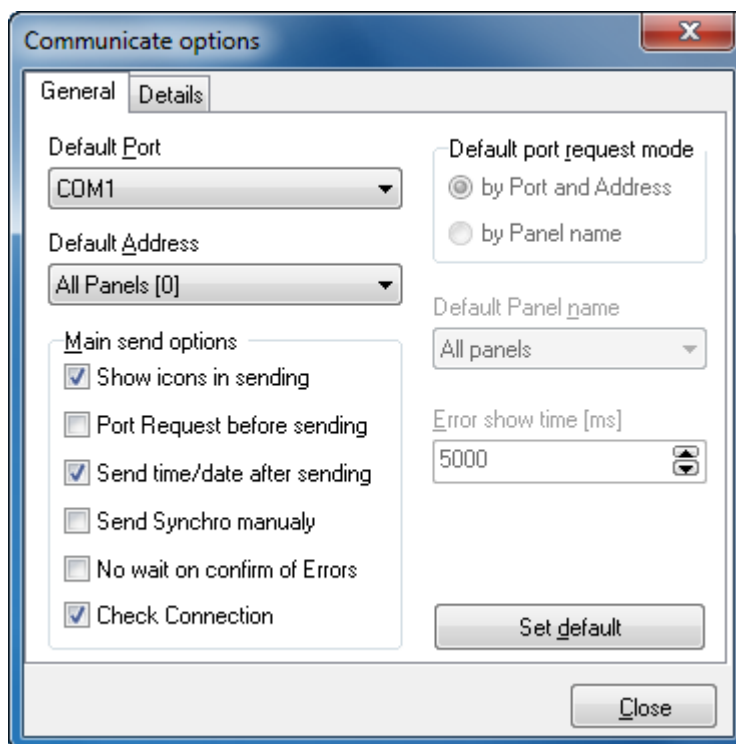 Communicate options
General
Details
Default Port
COM1
Default Address
All Panels [0]
Main send options
Show icons in sending
Port Request before sending
Send time/date after sending
Send Synchro manualy
No wait on confirm of Errors
Check Connection
Default port request mode
by Port and Address
by Panel name
Default Panel name
All panels
Error show time [ms]
5000
Set default
Close